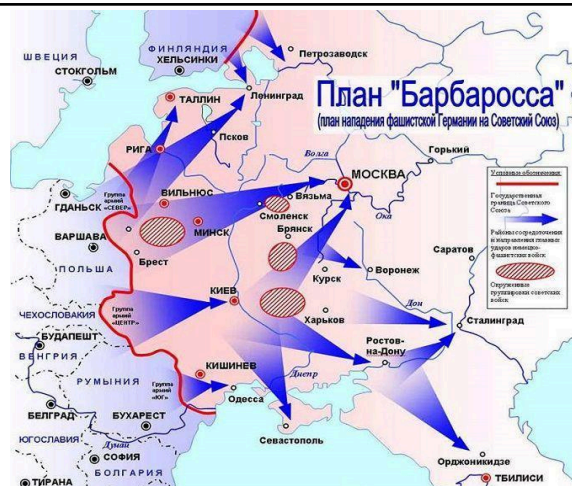 План "Барбаросса"
(план нападения фашистской Германии на Советский Союз)
ШВЕЦИЯ
СТОКГОЛЬМ
ФИНЛЯНДИЯ
ХЕЛЬСИНКИ
Петрозаводск
ТАЛЛИН
Ленинград
Псков
РИГА
Волга
МОСКВА
Горький
Группа
армий
«СЕВЕР»
ВИЛЬНЮС
Вязьма
Смоленск
Ока
ГДАНЬСК
МИНСК
Брянск
ВАРШАВА
Брест
ПОЛЬША
Курск
Воронеж
Саратов
КИЕВ
Дон
ЧЕХОСЛОВАКИЯ
Группа
армий
«ЦЕНТР»
Харьков
Сталинград
БУДАПЕШТ
ВЕНГРИЯ
Ростов-
на-Дону
КИШИНЕВ
Днепр
РУМЫНИЯ
Группа
армий
«ЮГ»
Одесса
БЕЛГРАД
БУХАРЕСТ
Севастополь
ЮГОСЛАВИЯ
Дунай
СОФИЯ
БОЛГАРИЯ
ТИРАНА
Орджоникидзе
ТБИЛИСИ
Условные обозначения:
Государственная
граница Советского
Союза
Районы сосредоточения
и направления главных
ударов немецко-
фашистских войск
Окруженные
группировки советских
войск